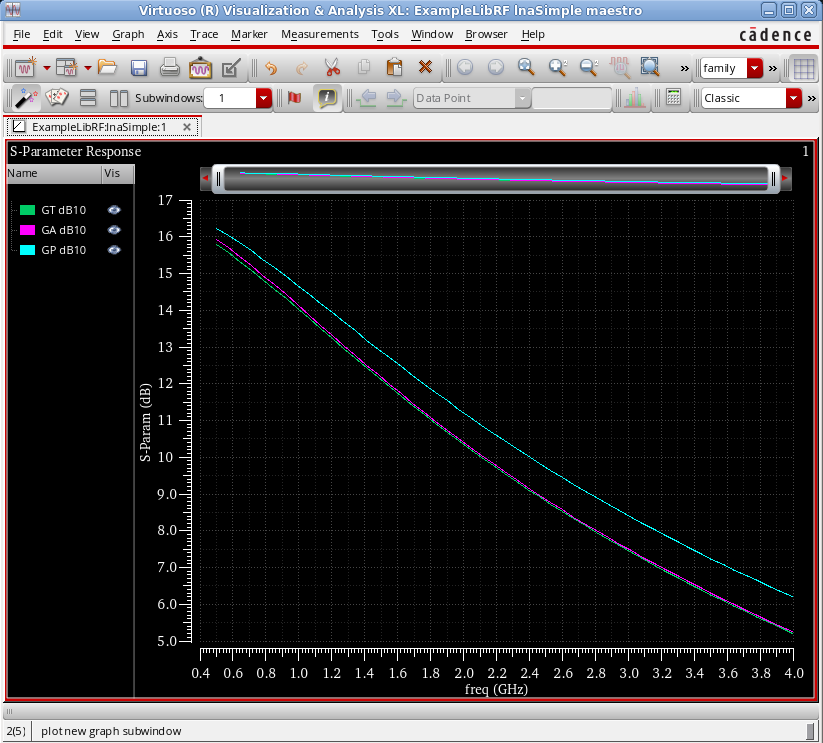 Virtuoso (R) Visualization & Analysis XL: ExampleLibRF lnaSimple maestro
File Edit View Graph Axis Trace Marker Measurements Tools Window Browser Help
cādence
» family »
Subwindows: 1 Data Point Classic »
ExampleLibRF:lnaSimple:1
S-Parameter Response 1
Name Vis
GT dB10
GA dB10
GP dB10
17
16
15
14
13
12
11
10
9.0
8.0
7.0
6.0
5.0
S-Param (dB)
0.4 0.6 0.8 1.0 1.2 1.4 1.6 1.8 2.0 2.2 2.4 2.6 2.8 3.0 3.2 3.4 3.6 3.8 4.0
freq (GHz)
2(5) plot new graph subwindow